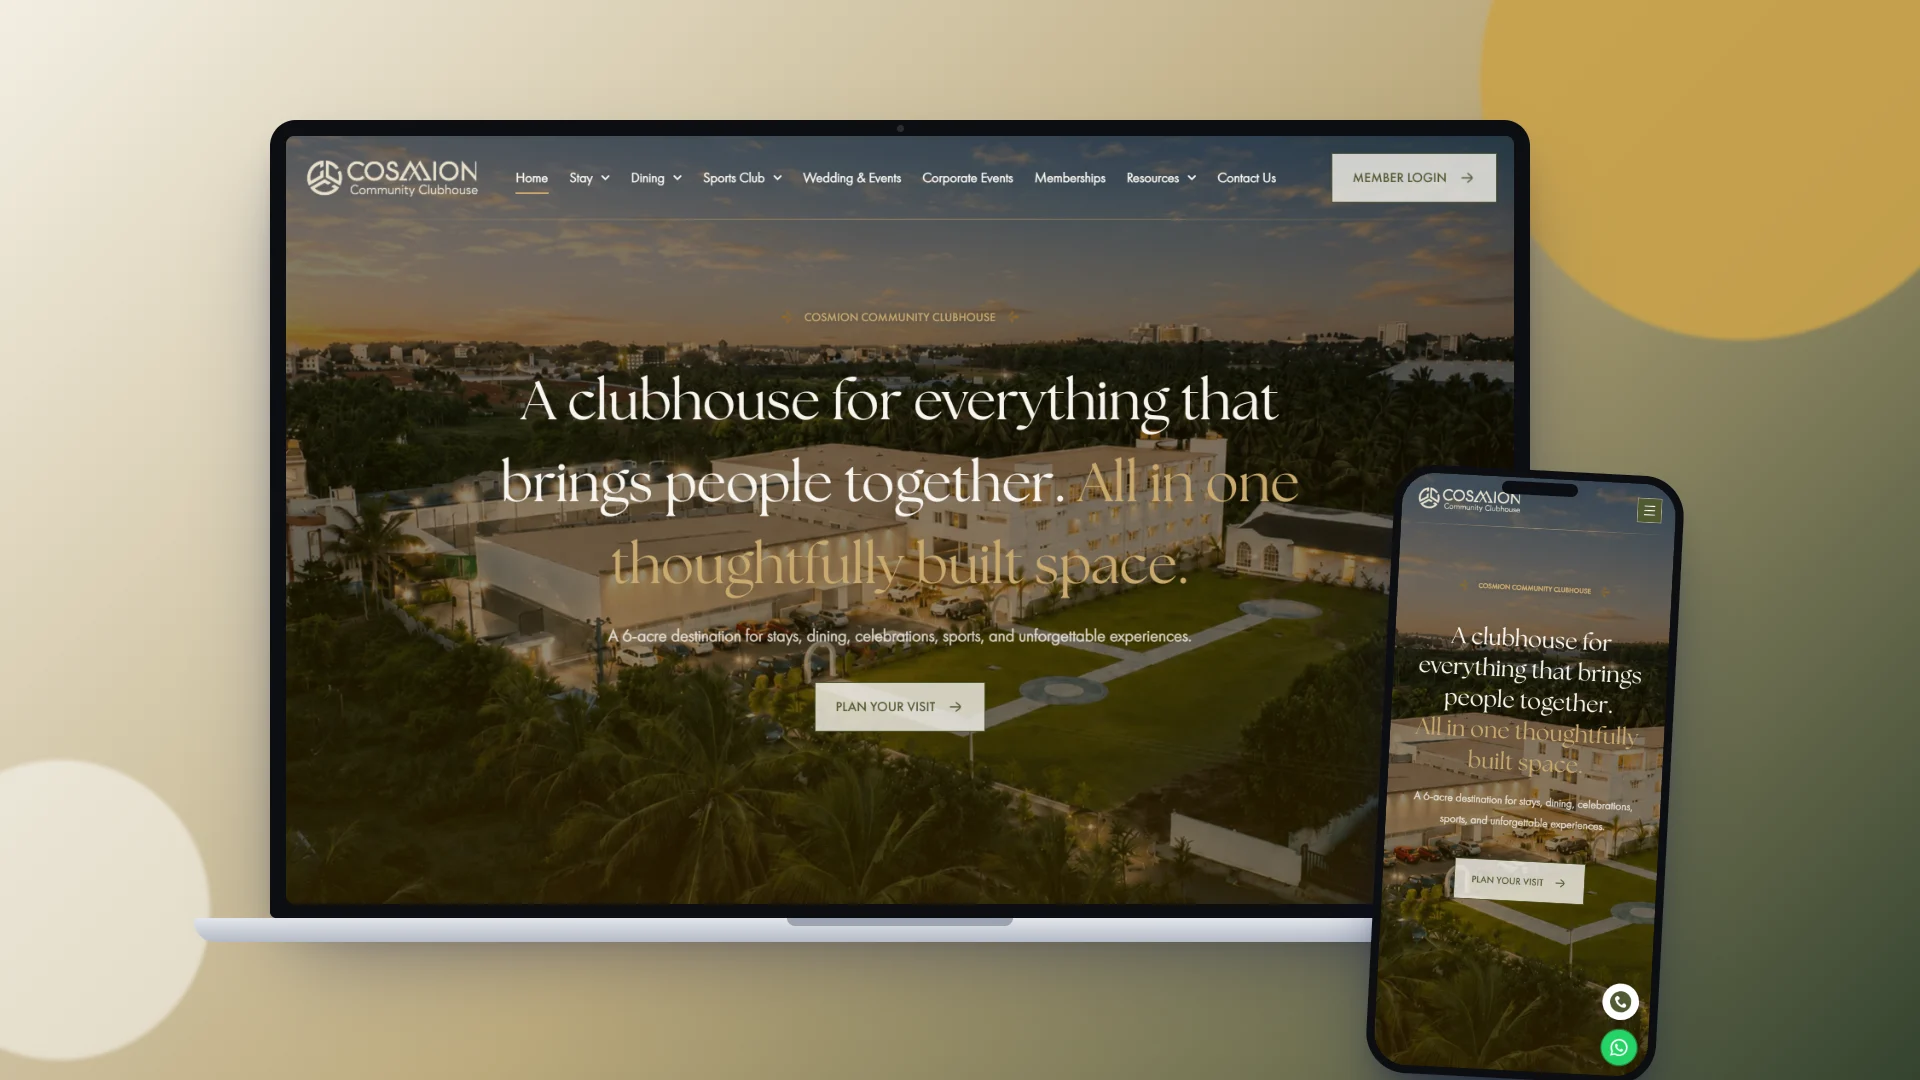 COSMION
Community Clubhouse
Home
Stay
Dining
Sports Club
Wedding & Events
Corporate Events
Memberships
Resources
Contact Us
MEMBER LOGIN
COSMION COMMUNITY CLUBHOUSE
A clubhouse for everything that
brings people together. All in one
thoughtfully built space.
A 6-acre destination for stays, dining, celebrations, sports, and unforgettable experiences.
PLAN YOUR VISIT
COSMION
Community Clubhouse
COSMION COMMUNITY CLUBHOUSE
A clubhouse for
everything that brings
people together.
All in one thoughtfully
built space.
A 6-acre destination for stays, dining, celebrations,
sports, and unforgettable experiences.
PLAN YOUR VISIT